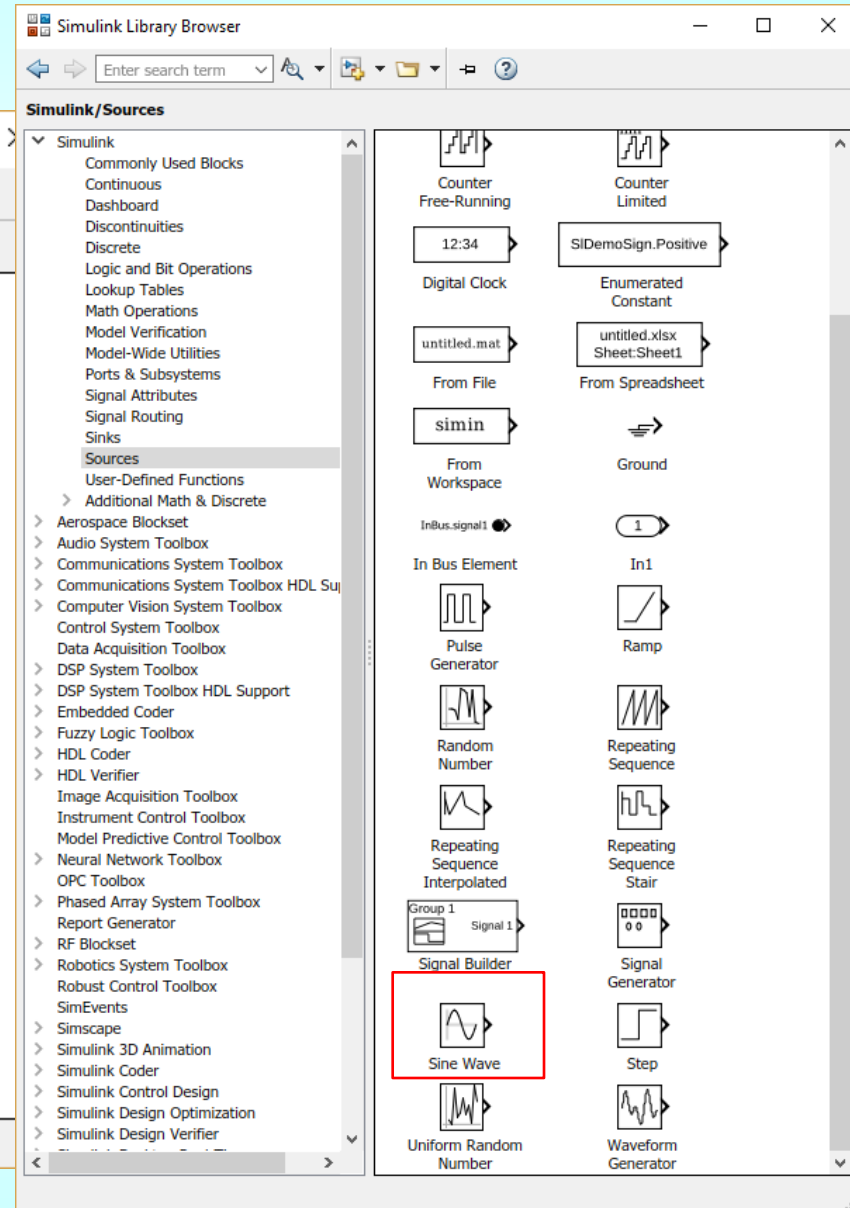 Simulink Library Browser
Enter search term
Simulink/Sources
Simulink
Commonly Used Blocks
Continuous
Dashboard
Discontinuities
Discrete
Logic and Bit Operations
Lookup Tables
Math Operations
Model Verification
Model-Wide Utilities
Ports & Subsystems
Signal Attributes
Signal Routing
Sinks
Sources
User-Defined Functions
Additional Math & Discrete
Aerospace Blockset
Audio System Toolbox
Communications System Toolbox
Communications System Toolbox HDL Su
Computer Vision System Toolbox
Control System Toolbox
Data Acquisition Toolbox
DSP System Toolbox
DSP System Toolbox HDL Support
Embedded Coder
Fuzzy Logic Toolbox
HDL Coder
HDL Verifier
Image Acquisition Toolbox
Instrument Control Toolbox
Model Predictive Control Toolbox
Neural Network Toolbox
OPC Toolbox
Phased Array System Toolbox
Report Generator
RF Blockset
Robotics System Toolbox
Robust Control Toolbox
SimEvents
Simscape
Simulink 3D Animation
Simulink Coder
Simulink Control Design
Simulink Design Optimization
Simulink Design Verifier
Counter
Free-Running
Counter
Limited
12:34
Digital Clock
SlDemoSign.Positive
Enumerated
Constant
untitled.mat
From File
untitled.xlsx
Sheet:Sheet1
From Spreadsheet
simin
From
Workspace
Ground
InBus.signal1
In Bus Element
1
In1
Pulse
Generator
Ramp
Random
Number
Repeating
Sequence
Repeating
Sequence
Interpolated
Repeating
Sequence
Stair
Group 1
Signal 1
Signal Builder
Signal
Generator
Sine Wave
Step
Uniform Random
Number
Waveform
Generator